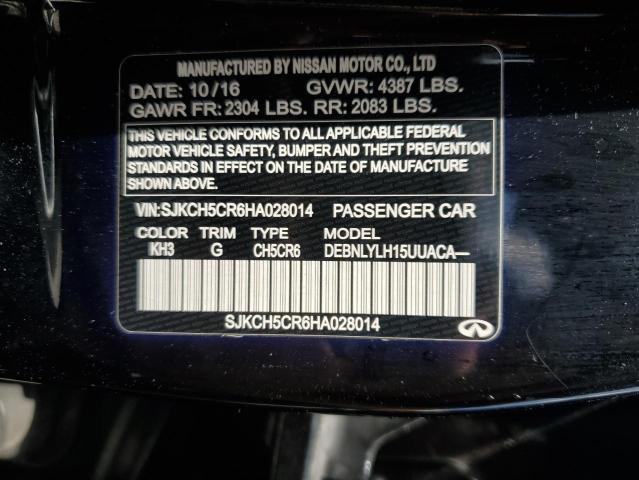 MANUFACTURED BY NISSAN MOTOR CO., LTD
DATE: 10/16 GVWR: 4387 LBS.
GAWR FR: 2304 LBS. RR: 2083 LBS.
THIS VEHICLE CONFORMS TO ALL APPLICABLE FEDERAL
MOTOR VEHICLE SAFETY, BUMPER AND THEFT PREVENTION
STANDARDS IN EFFECT ON THE DATE OF MANUFACTURE
SHOWN ABOVE.
VIN:SJKCH5CR6HA028014 PASSENGER CAR
COLOR TRIM TYPE MODEL
KH3 G CH5CR6 DEBNLYLH15UUACA—
SJKCH5CR6HA028014